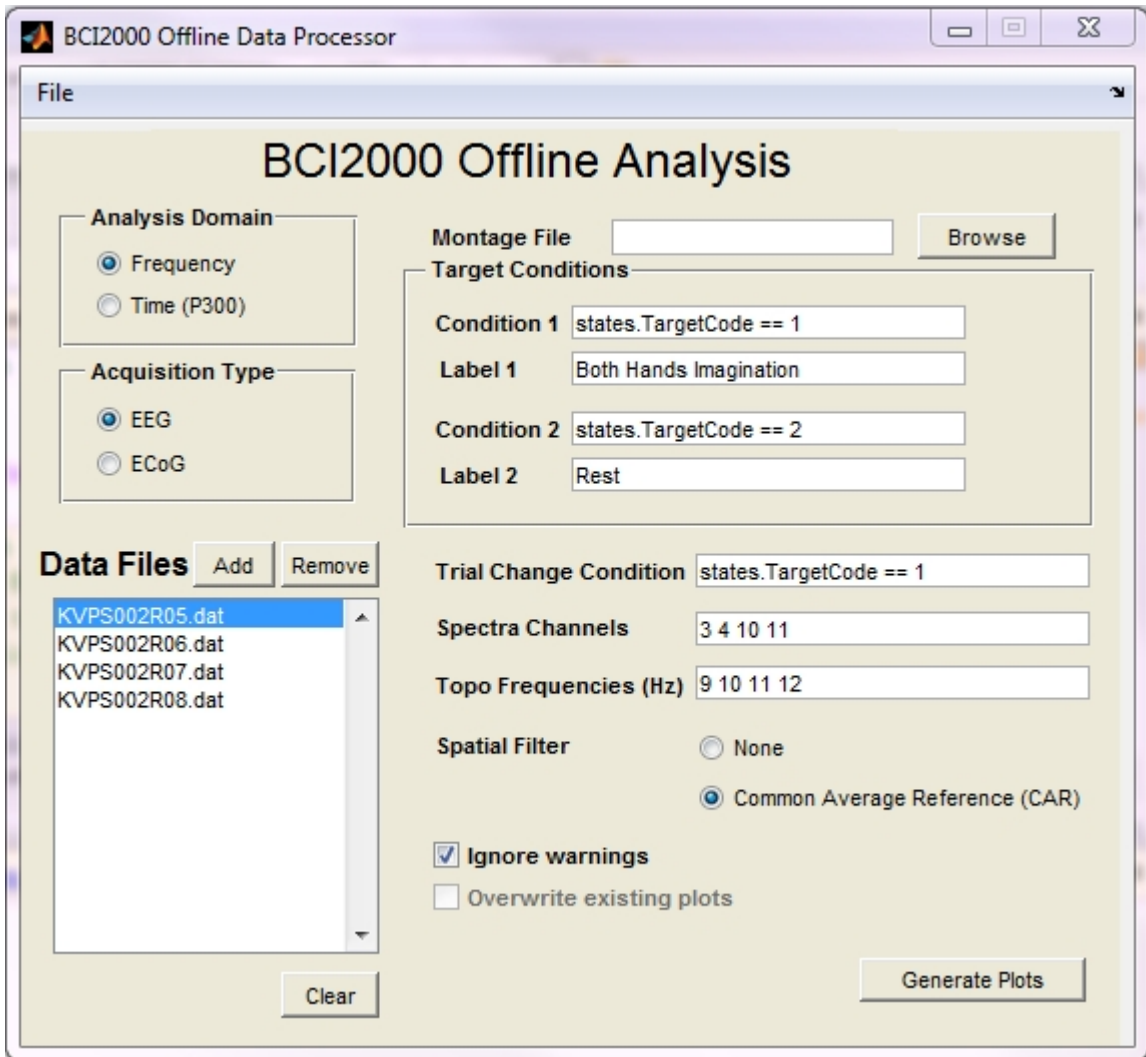 BCI2000 Offline Data Processor
File
BCI2000 Offline Analysis
Analysis Domain
Frequency
Time (P300)
Acquisition Type
EEG
ECoG
Montage File
Browse
Target Conditions
Condition 1 states.TargetCode == 1
Label 1 Both Hands Imagination
Condition 2 states.TargetCode == 2
Label 2 Rest
Data Files Add Remove
KVPS002R05.dat
KVPS002R06.dat
KVPS002R07.dat
KVPS002R08.dat
Clear
Trial Change Condition states.TargetCode == 1
Spectra Channels 3 4 10 11
Topo Frequencies (Hz) 9 10 11 12
Spatial Filter None
Common Average Reference (CAR)
Ignore warnings
Overwrite existing plots
Generate Plots